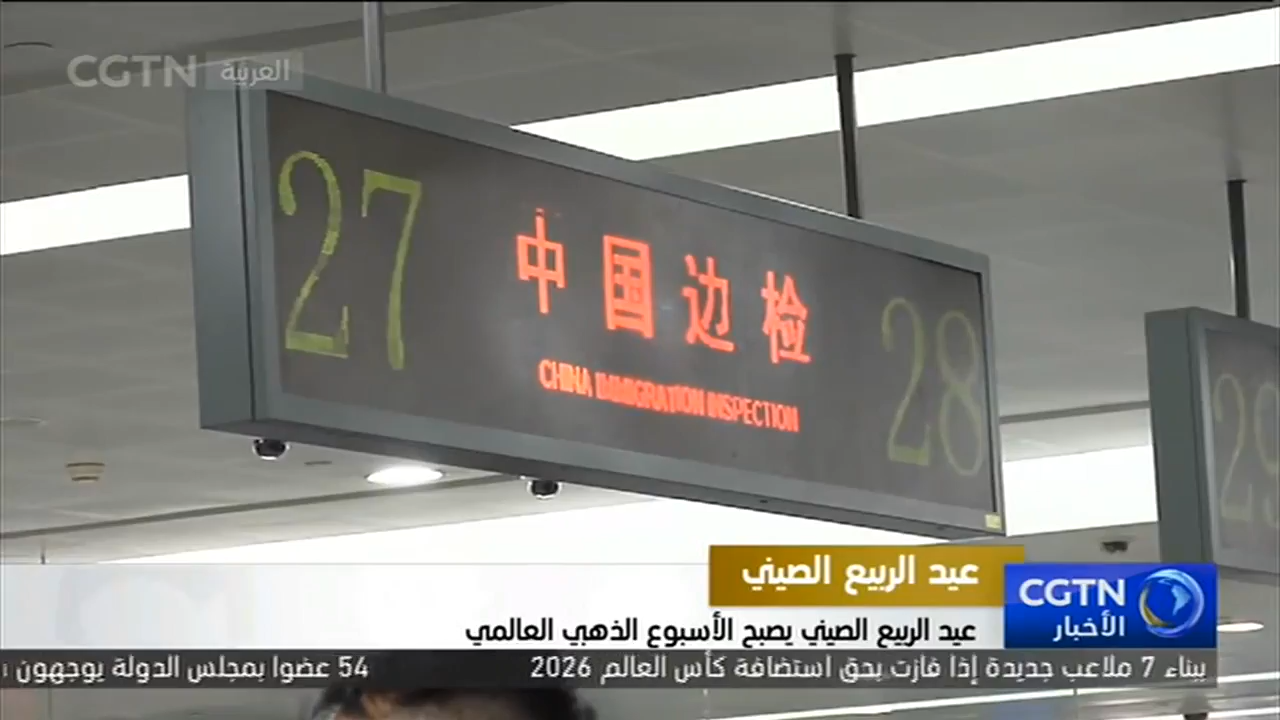 CGTN العربية
27 中国边检 28
CHINA IMMIGRATION INSPECTION
29
عيد الربيع الصيني
CGTN
الأخبار
عيد الربيع الصيني يصبح الأسبوع الذهبي العالمي
ببناء 7 ملاعب جديدة إذا فازت بحق استضافة كأس العالم 2026
54 عضوا بمجلس الدولة يوجهون